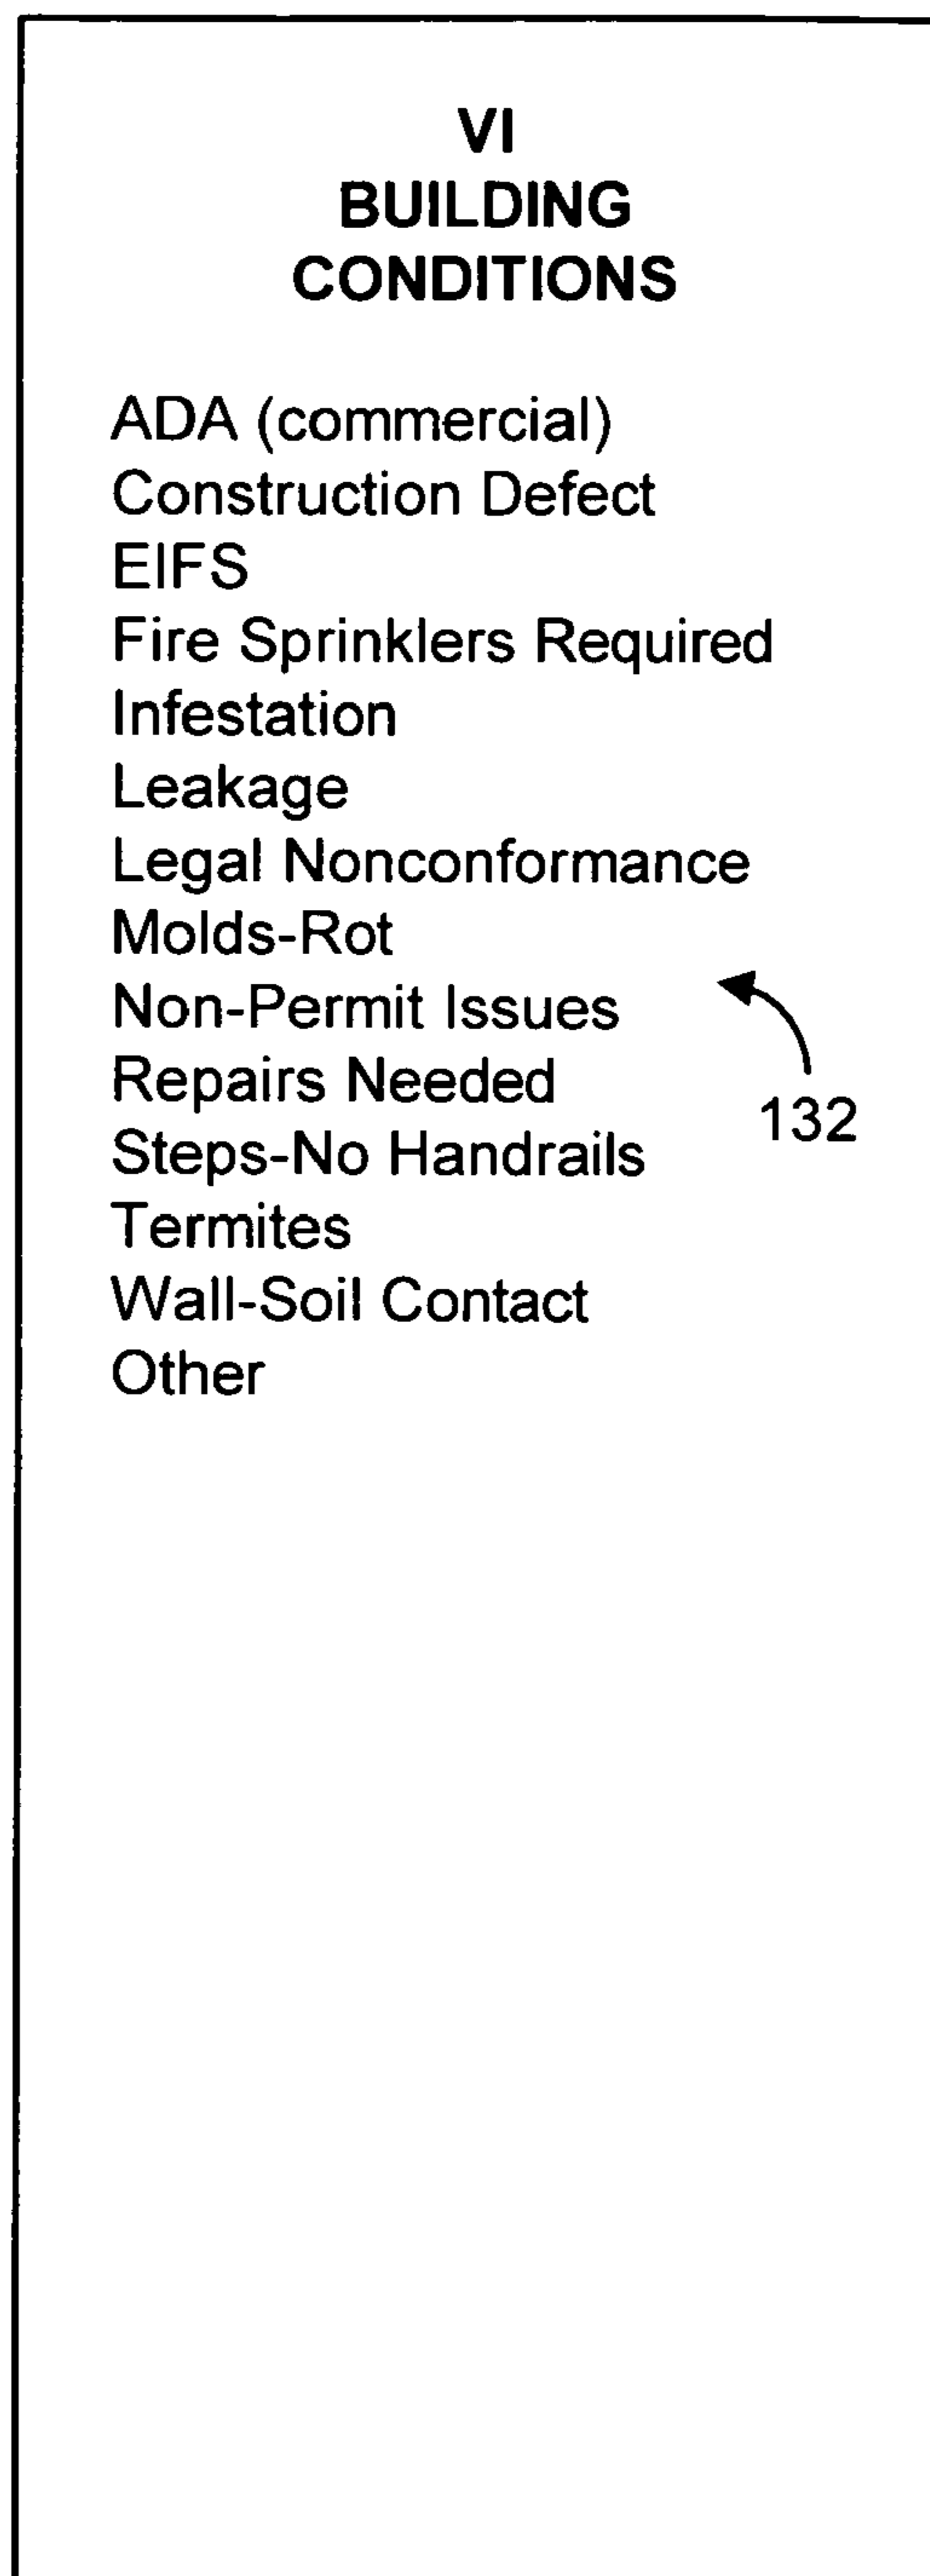 VI
BUILDING
CONDITIONS
ADA (commercial)
Construction Defect
EIFS
Fire Sprinklers Required
Infestation
Leakage
Legal Nonconformance
Molds-Rot
Non-Permit Issues
Repairs Needed
132
Steps-No Handrails
Termites
Wall-Soil Contact
Other